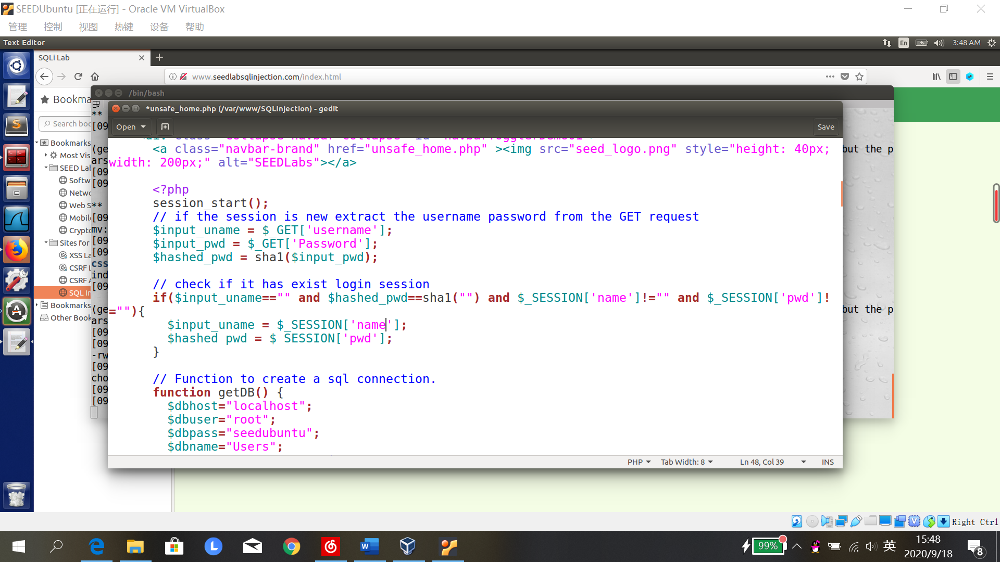 SEEDUbuntu [正在运行] - Oracle VM VirtualBox
管理 控制 视图 热键 设备 帮助
Text Editor
En
3:48 AM
SQLi Lab
www.seedlabsqlinjection.com/index.html
/bin/bash
Bookma
*unsafe_home.php (/var/www/SQLInjection) - gedit
Search boo
Open
Save
Bookmarks
Most Vis
SEED Lab
Softw
Netwo
Web S
Mobil
Crypto
Sites for
XSS La
CSRF L
CSRF A
SQL In
Bookmarks
Other Book
**
[09
(ge
ars
[09
[09
**
[09
mv:
[09
[09
css
ind
[09
(ge
ars
[09
[09
-rw
[09
cho
[09
[09
<a class="navbar-brand" href="unsafe_home.php" ><img src="seed_logo.png" style="height: 40px;
width: 200px;" alt="SEEDLabs"></a>
<?php
session_start();
// if the session is new extract the username password from the GET request
$input_uname = $_GET['username'];
$input_pwd = $_GET['Password'];
$hashed_pwd = sha1($input_pwd);
// check if it has exist login session
if($input_uname=="" and $hashed_pwd==sha1("") and $_SESSION['name']!="" and $_SESSION['pwd']!
=""){
$input_uname = $_SESSION['name'];
$hashed_pwd = $_SESSION['pwd'];
}
// Function to create a sql connection.
function getDB() {
$dbhost="localhost";
$dbuser="root";
$dbpass="seedubuntu";
$dbname="Users";
but the p
but the p
PHP
Tab Width: 8
Ln 48, Col 39
INS
Right Ctrl
99%
英
15:48
2020/9/18
8